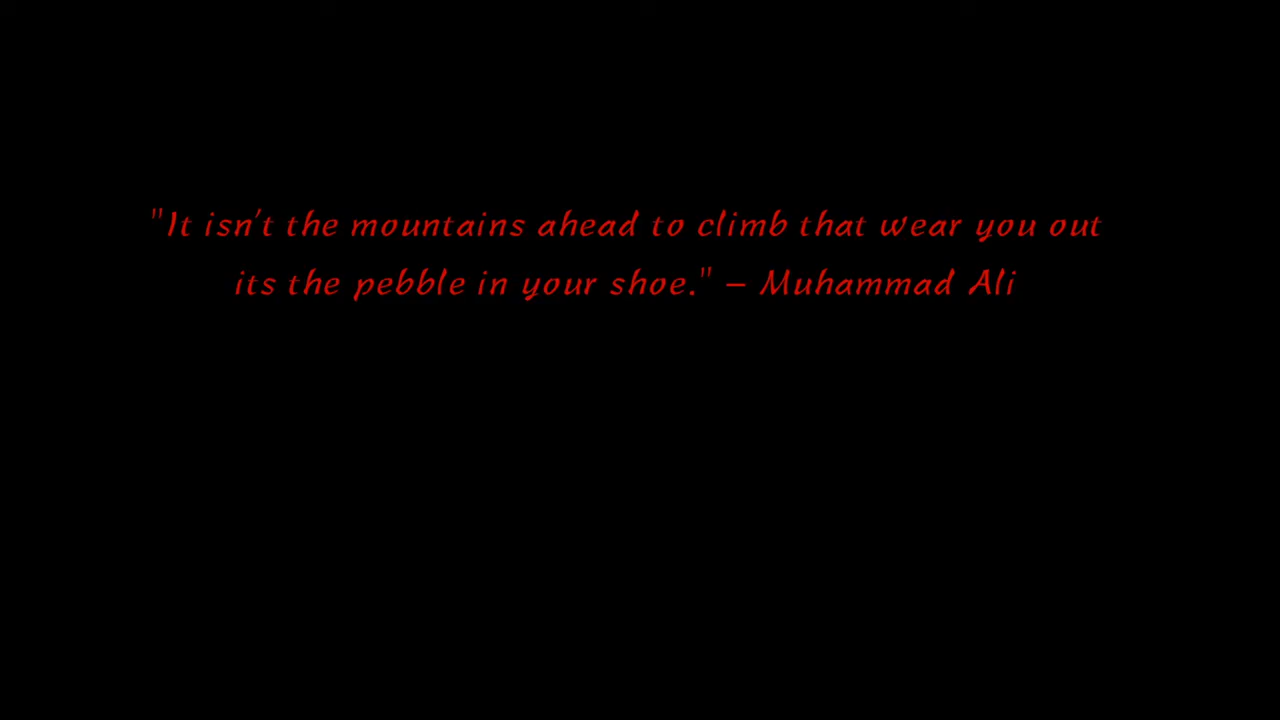 "It isn't the mountains ahead to climb that wear you out
its the pebble in your shoe." – Muhammad Ali